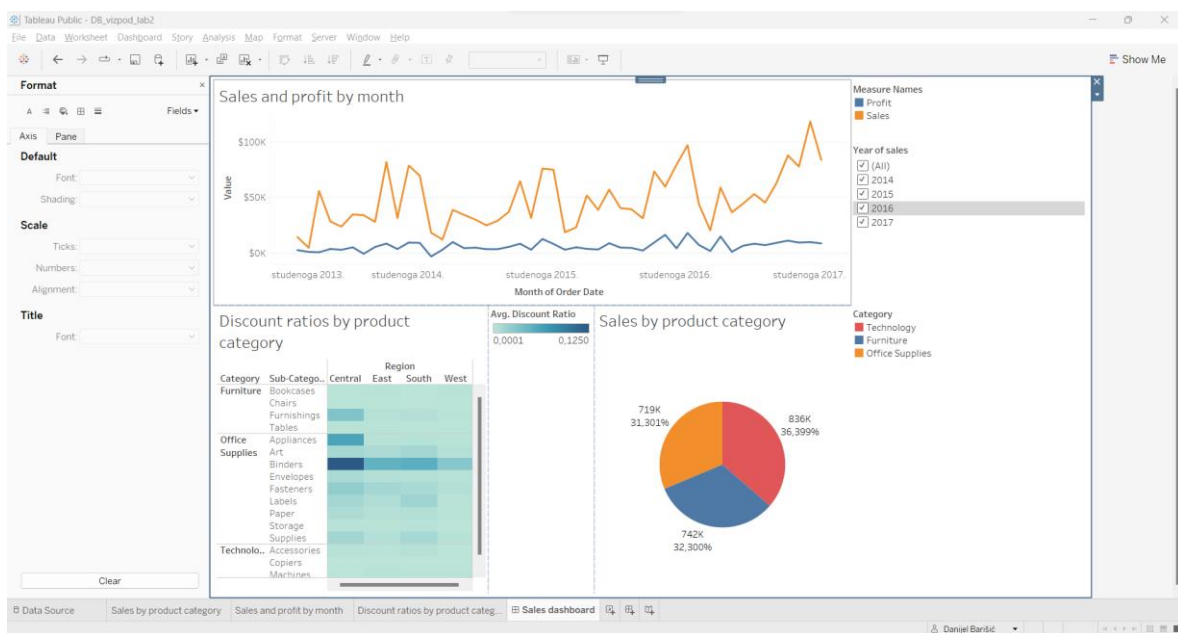 Tableau Public - DB_vizpod_lab2
File Data Worksheet Dashboard Story Analysis Map Format Server Window Help
Show Me
Format
Fields
Axis Pane
Default
Font:
Shading:
Scale
Ticks:
Numbers:
Alignment:
Title
Font:
Clear
Sales and profit by month
Value
$100K
$50K
$0K
studenoga 2013. studenoga 2014. studenoga 2015. studenoga 2016. studenoga 2017.
Month of Order Date
Measure Names
Profit
Sales
Year of sales
(All)
2014
2015
2016
2017
Discount ratios by product
category
Region
Category Sub-Catego.. Central East South West
Furniture Bookcases
Chairs
Furnishings
Tables
Office Appliances
Supplies Art
Binders
Envelopes
Fasteners
Labels
Paper
Storage
Supplies
Technolo.. Accessories
Copiers
Machines
Avg. Discount Ratio
0,0001 0,1250
Sales by product category
719K
31,301%
836K
36,399%
742K
32,300%
Category
Technology
Furniture
Office Supplies
Data Source Sales by product category Sales and profit by month Discount ratios by product categ... Sales dashboard
Danijel Barišić